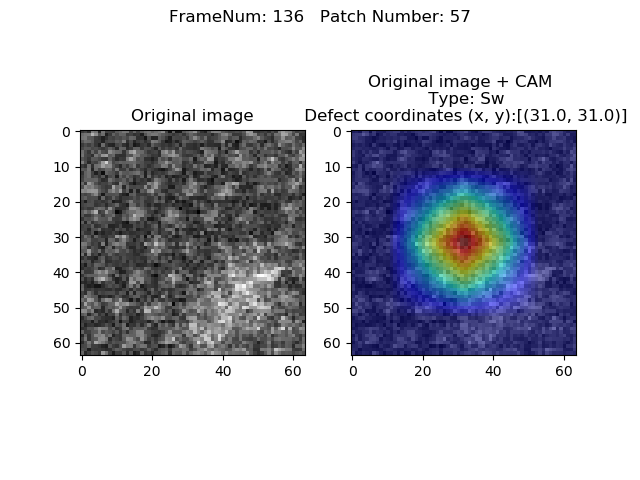 FrameNum: 136   Patch Number: 57
Original image
Original image + CAM
Type: Sw
Defect coordinates (x, y):[(31.0, 31.0)]
0
10
20
30
40
50
60
0 20 40 60
0
10
20
30
40
50
60
0 20 40 60